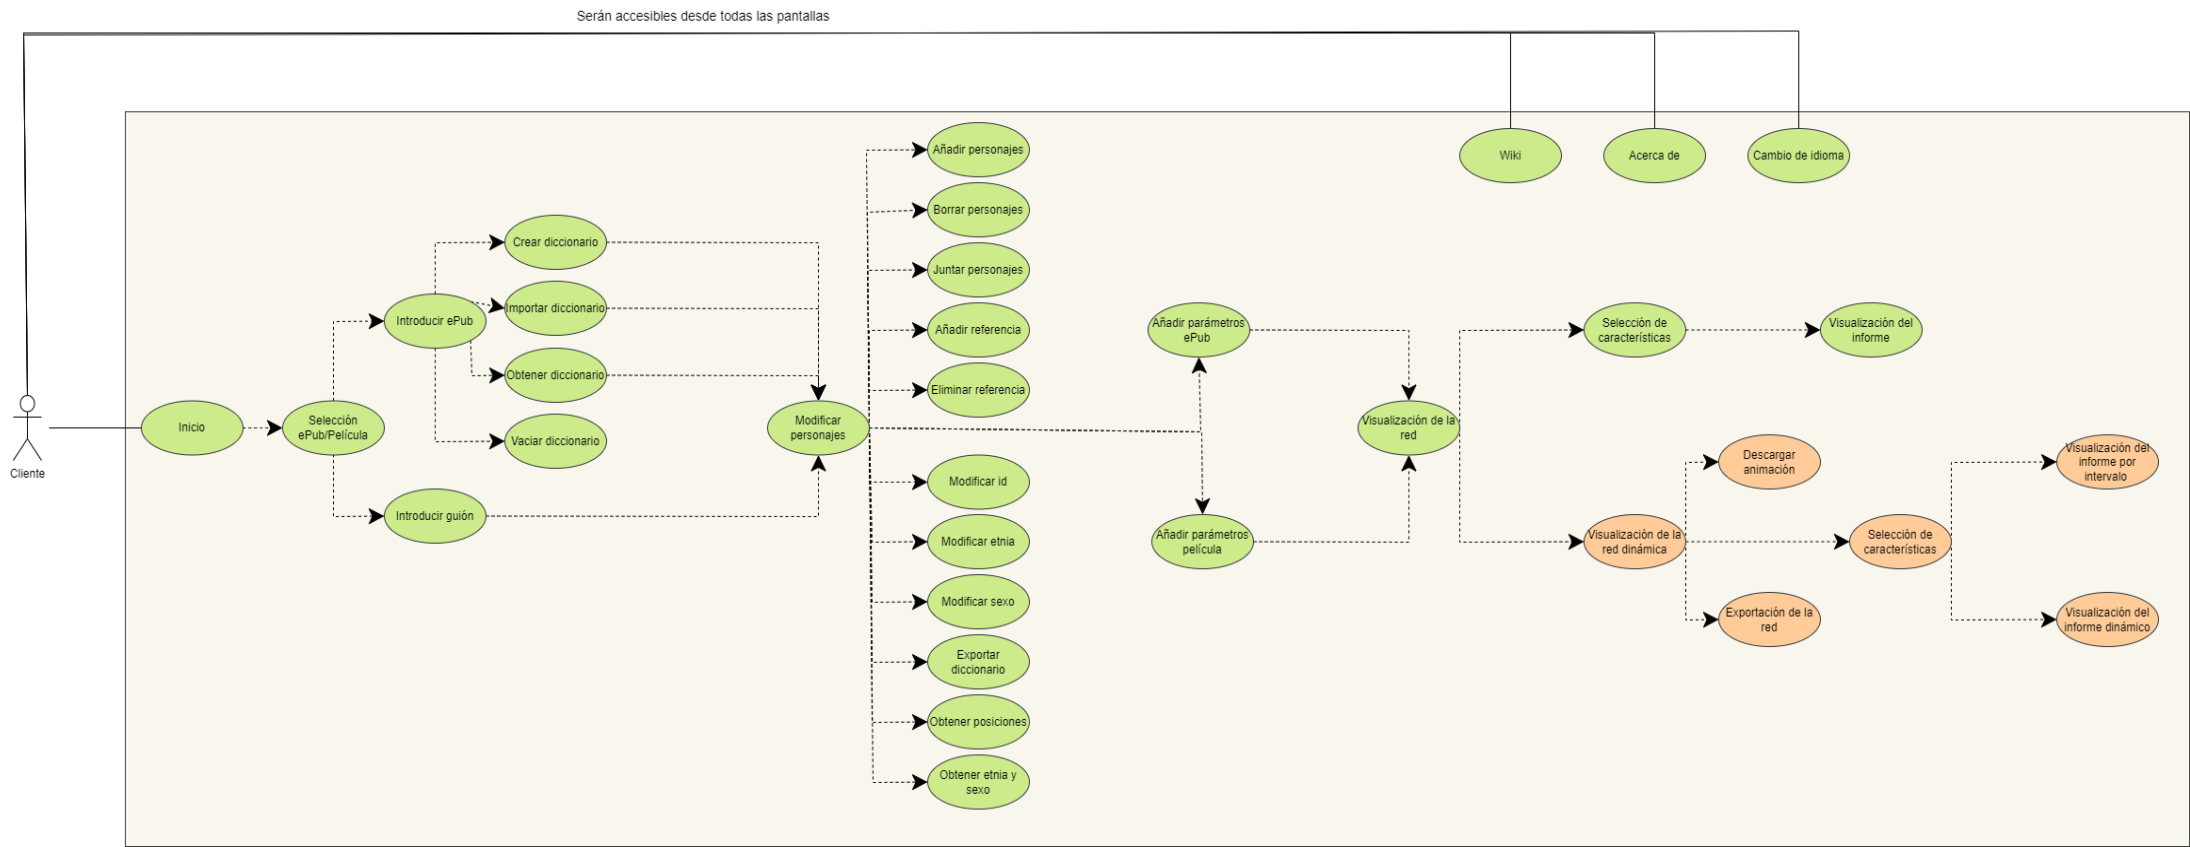 Serán accesibles desde todas las pantallas
Cliente
Inicio
Selección
ePub/Película
Introducir ePub
Introducir guión
Crear diccionario
Importar diccionario
Obtener diccionario
Vaciar diccionario
Modificar
personajes
Añadir personajes
Borrar personajes
Juntar personajes
Añadir referencia
Eliminar referencia
Modificar id
Modificar etnia
Modificar sexo
Exportar
diccionario
Obtener posiciones
Obtener etnia y
sexo
Añadir parámetros
ePub
Añadir parámetros
película
Visualización de la
red
Wiki
Acerca de
Cambio de idioma
Selección de
características
Visualización del
informe
Visualización de la
red dinámica
Descargar
animación
Exportación de la
red
Selección de
características
Visualización del
informe por
intervalo
Visualización del
informe dinámico